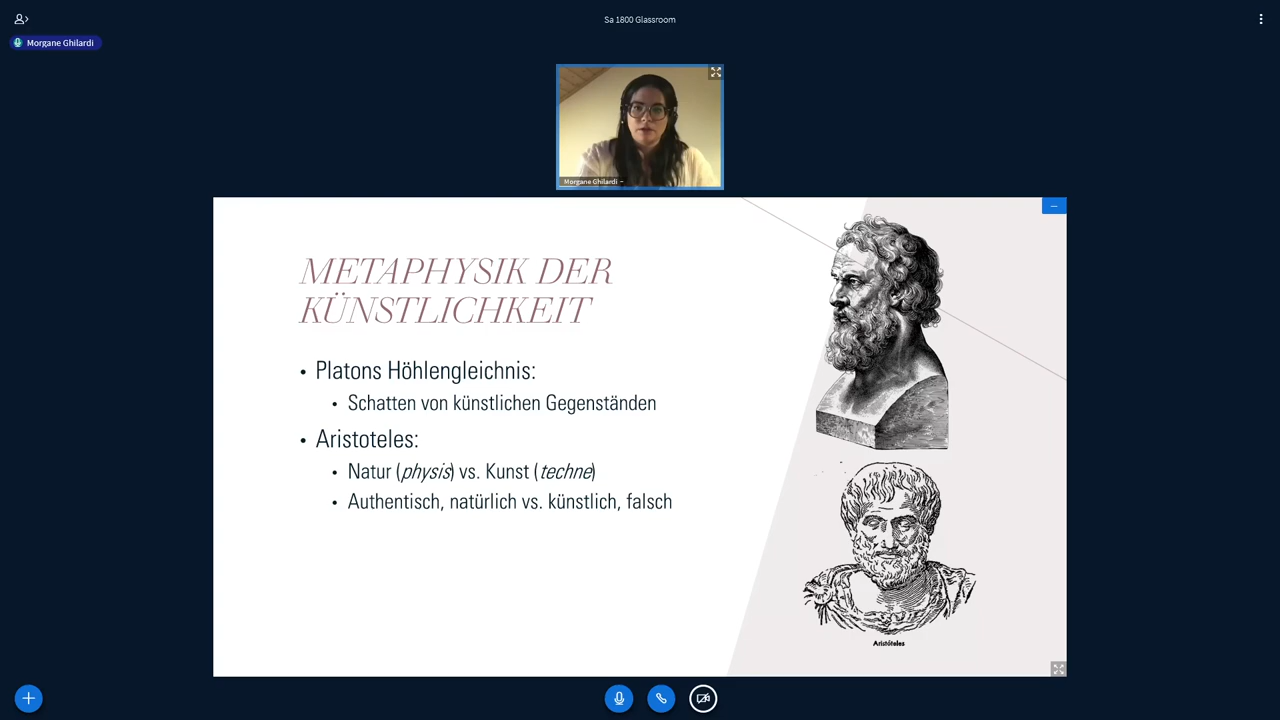 Sa 1800 Glassroom
Morgane Ghilardi
Morgane Ghilardi
METAPHYSIK DER
KÜNSTLICHKEIT
• Platons Höhlengleichnis:
• Schatten von künstlichen Gegenständen
• Aristoteles:
• Natur (physis) vs. Kunst (techne)
• Authentisch, natürlich vs. künstlich, falsch
Aristóteles